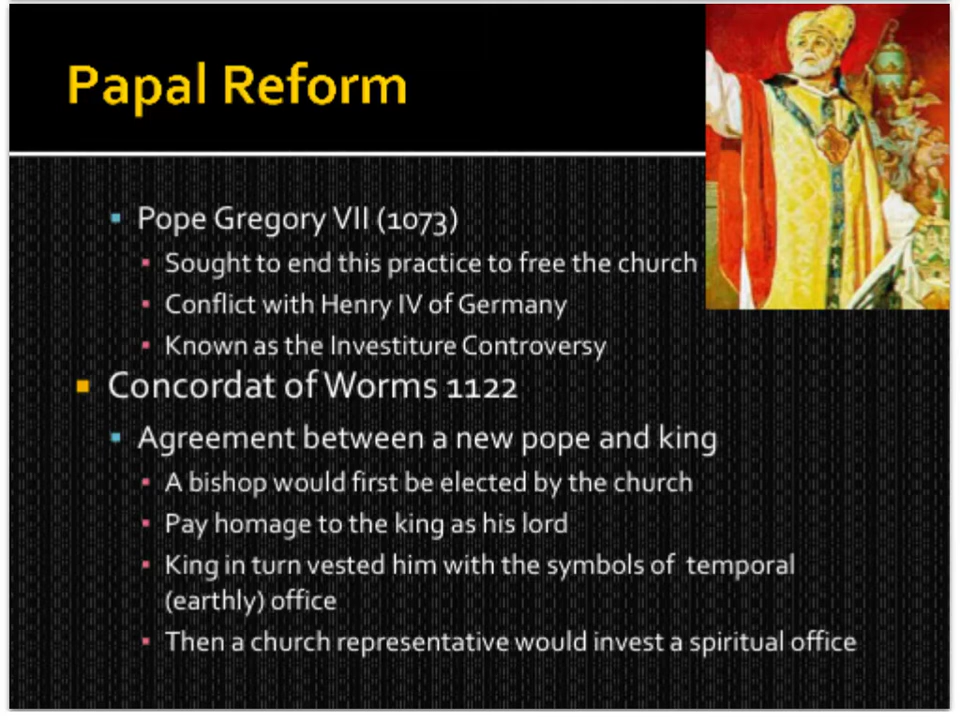 Papal Reform
Pope Gregory VII (1073)
Sought to end this practice to free the church
Conflict with Henry IV of Germany
Known as the Investiture Controversy
Concordat of Worms 1122
Agreement between a new pope and king
A bishop would first be elected by the church
Pay homage to the king as his lord
King in turn vested him with the symbols of temporal
(earthly) office
Then a church representative would invest a spiritual office